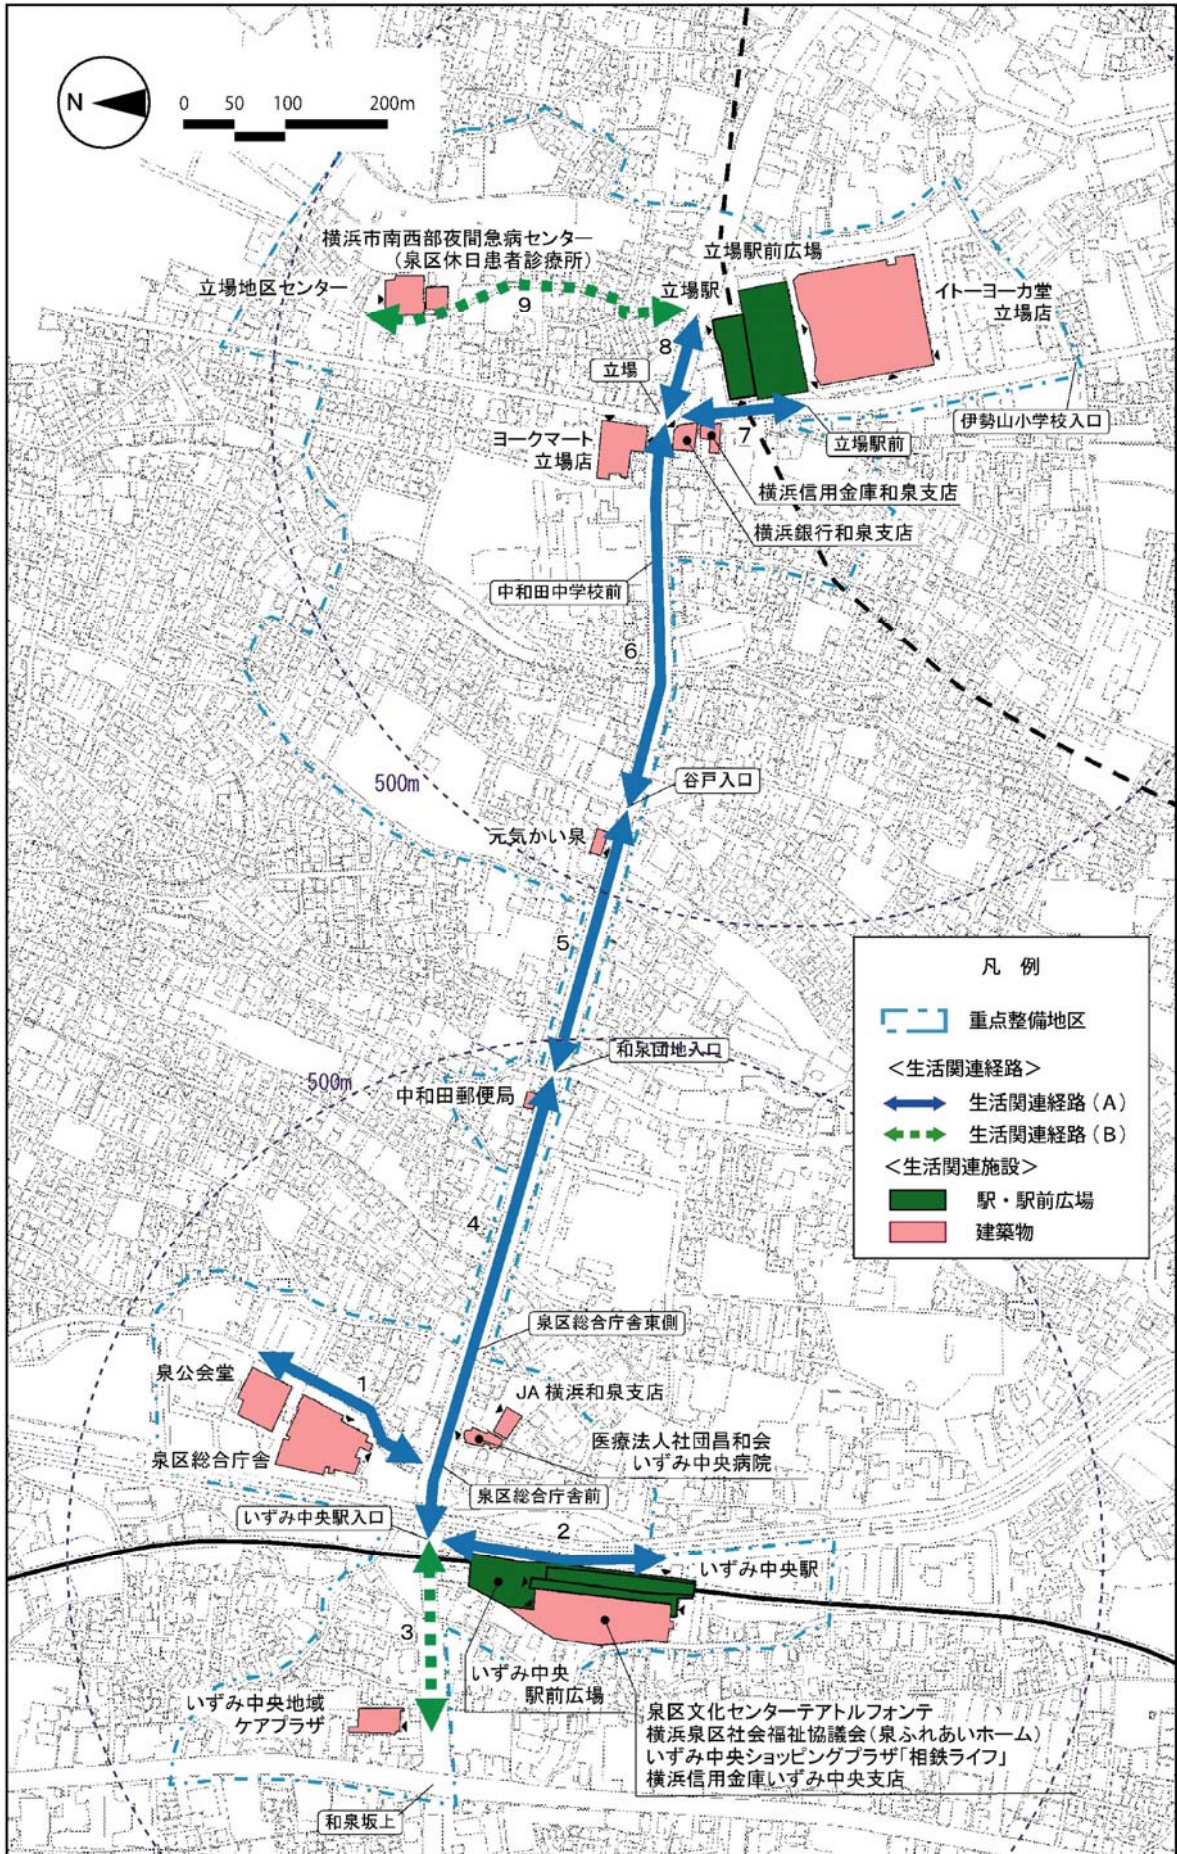 N
0 50 100 200m
横浜市南西部夜間急病センター
（泉区休日患者診療所）
立場地区センター
9
立場駅前広場
立場駅
イトーヨーカ堂
立場店
8
立場
伊勢山小学校入口
ヨークマート
立場店
7
立場駅前
横浜信用金庫和泉支店
横浜銀行和泉支店
中和田中学校前
6
500m
谷戸入口
元気かい泉
5
凡 例
重点整備地区
＜生活関連経路＞
生活関連経路（A）
生活関連経路（B）
＜生活関連施設＞
駅・駅前広場
建築物
和泉団地入口
500m
中和田郵便局
4
泉区総合庁舎東側
泉公会堂
1
JA 横浜和泉支店
医療法人社団昌和会
いずみ中央病院
泉区総合庁舎
泉区総合庁舎前
いずみ中央駅入口
2
いずみ中央駅
3
いずみ中央
駅前広場
いずみ中央地域
ケアプラザ
泉区文化センターテアトルフォンテ
横浜泉区社会福祉協議会（泉ふれあいホーム）
いずみ中央ショッピングプラザ「相鉄ライフ」
横浜信用金庫いずみ中央支店
和泉坂上